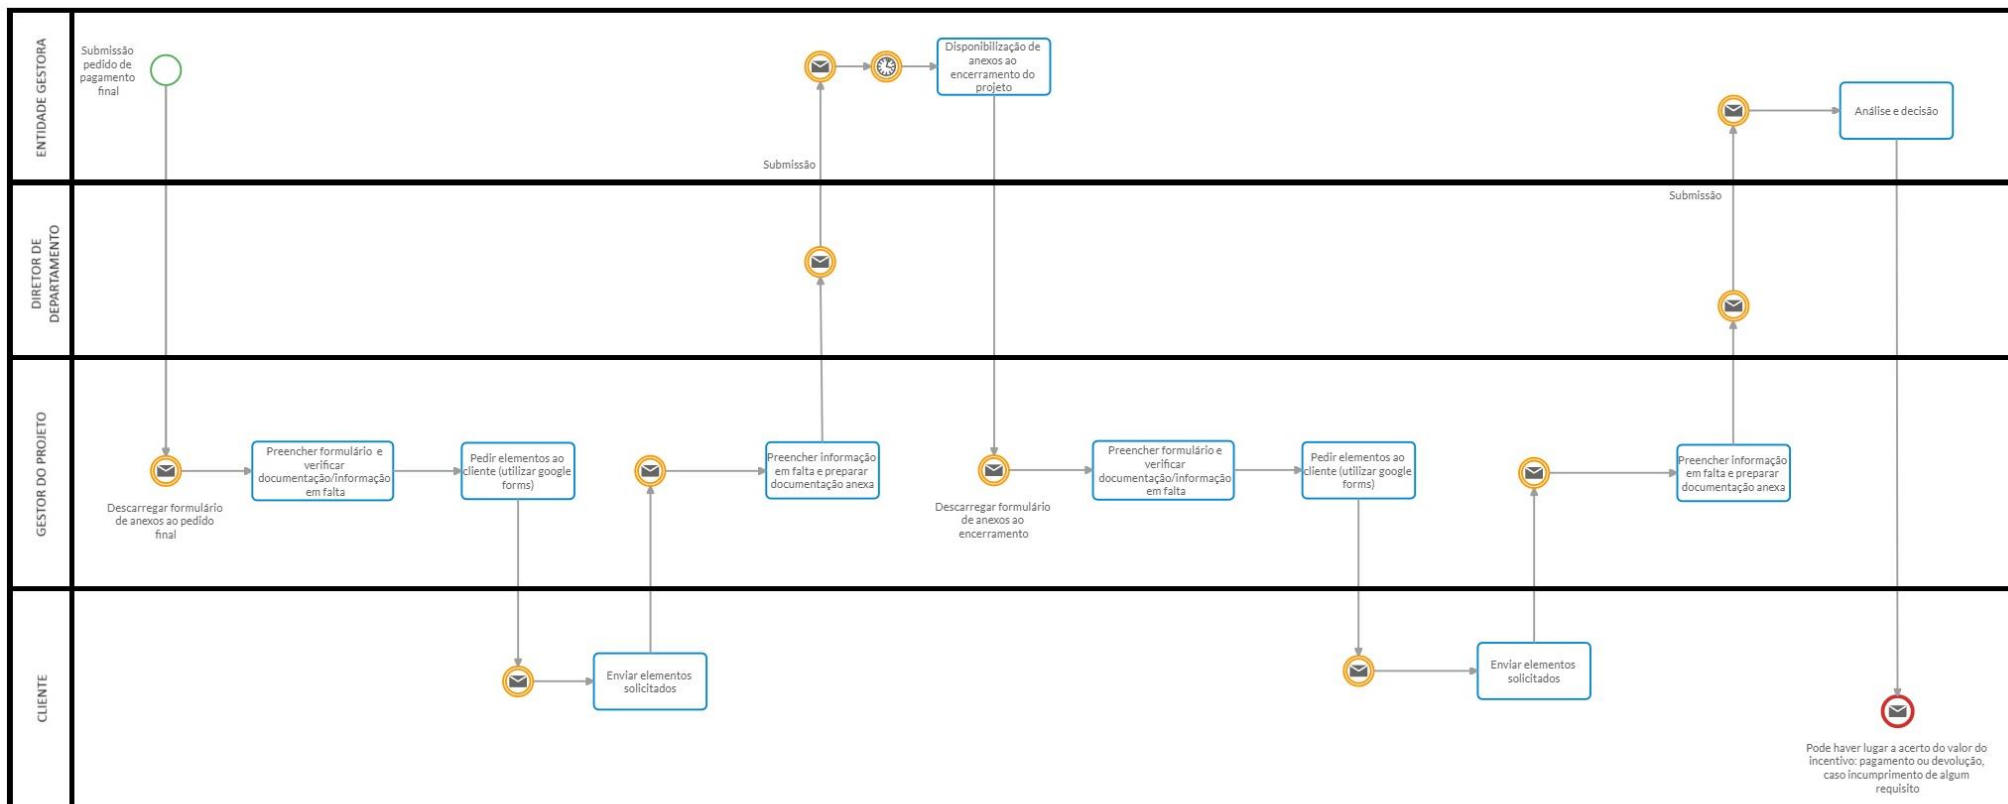 ENTIDADE GESTORA
Submissão
pedido de
pagamento
final
Disponibilização de
anexos ao
encerramento do
projeto
Submissão
Análise e decisão
DIRETOR DE
DEPARTAMENTO
Submissão
GESTOR DO PROJETO
Descarregar formulário
de anexos ao pedido
final
Preencher formulário e
verificar
documentação/informação
em falta
Pedir elementos ao
cliente (utilizar google
forms)
Preencher informação
em falta e preparar
documentação anexa
Descarregar formulário
de anexos ao
encerramento
Preencher formulário e
verificar
documentação/informação
em falta
Pedir elementos ao
cliente (utilizar google
forms)
Preencher informação
em falta e preparar
documentação anexa
CLIENTE
Enviar elementos
solicitados
Enviar elementos
solicitados
Pode haver lugar a acerto do valor do
incentivo: pagamento ou devolução,
caso incumprimento de algum
requisito